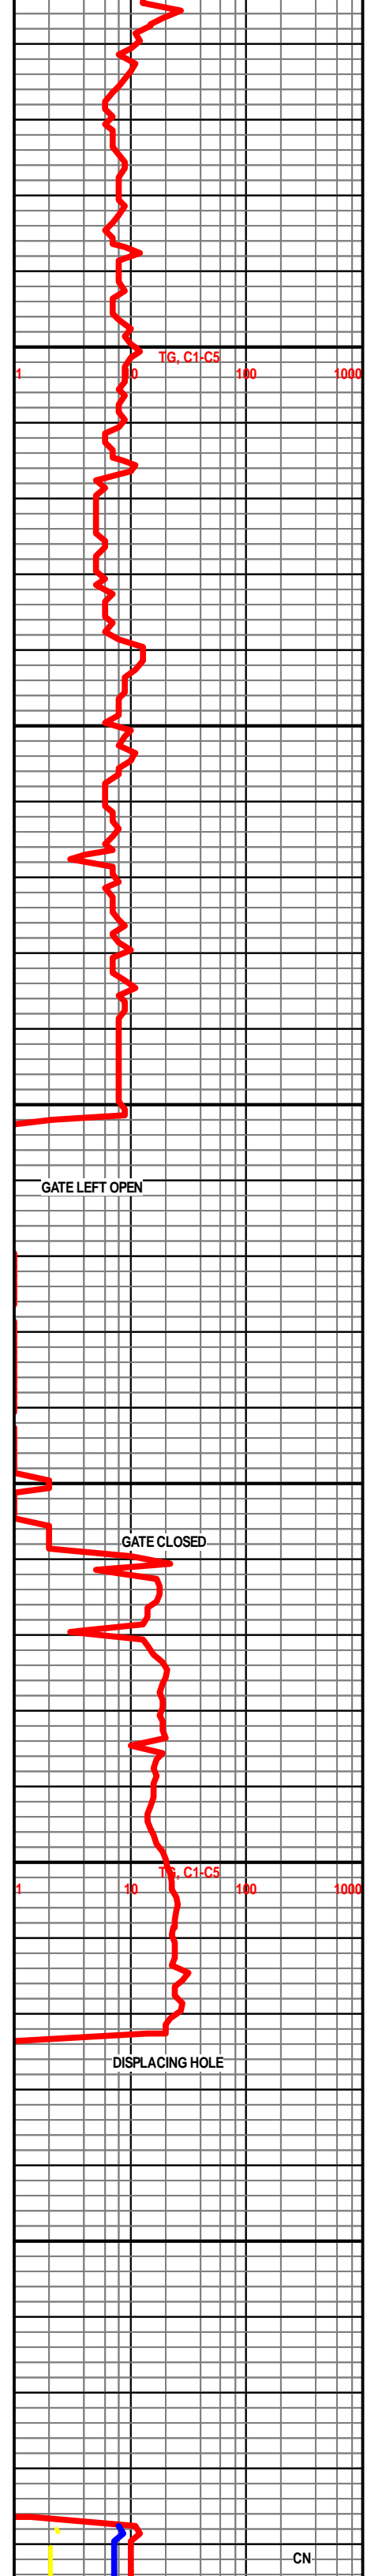 TG, C1-C5
1 10 100 1000
GATE LEFT OPEN
GATE CLOSED
TG, C1-C5
1 10 100 1000
DISPLACING HOLE
CN